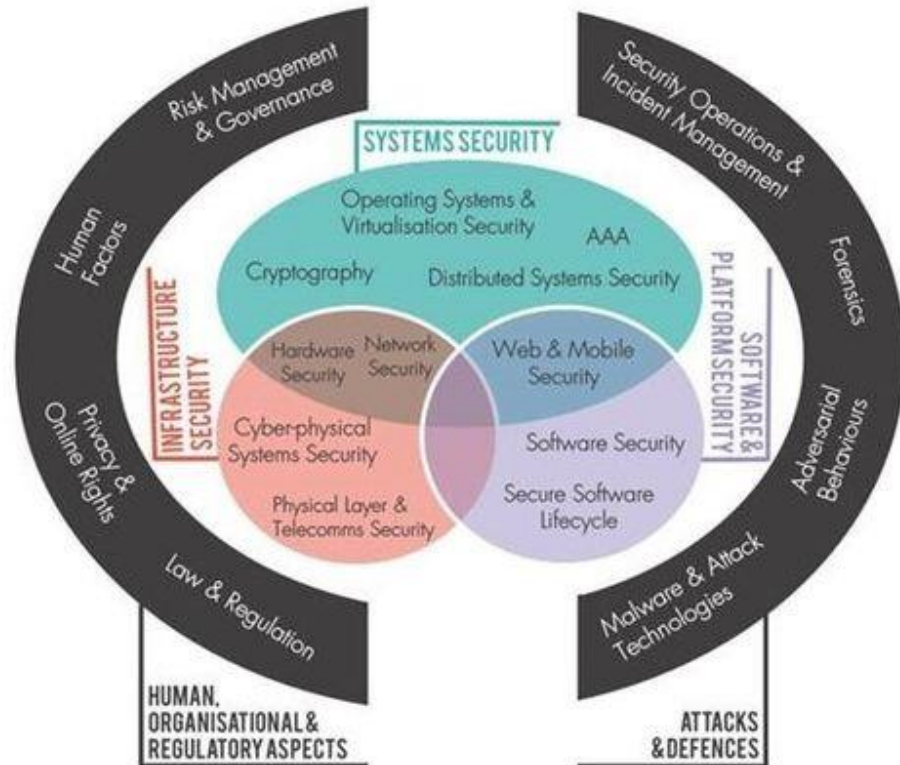 Risk Management
& Governance
Human
Factors
Privacy &
Online Rights
Law & Regulation
HUMAN,
ORGANISATIONAL &
REGULATORY ASPECTS
SYSTEMS SECURITY
Operating Systems &
Virtualisation Security
AAA
Cryptography
Distributed Systems Security
INFRASTRUCTURE
SECURITY
Hardware
Security
Network
Security
Web & Mobile
Security
Cyber-physical
Systems Security
Physical Layer &
Telecomms Security
Software Security
Secure Software
Lifecycle
SOFTWARE &
PLATFORM SECURITY
Security Operations &
Incident Management
Forensics
Adversarial
Behaviours
Malware & Attack
Technologies
ATTACKS
& DEFENCES